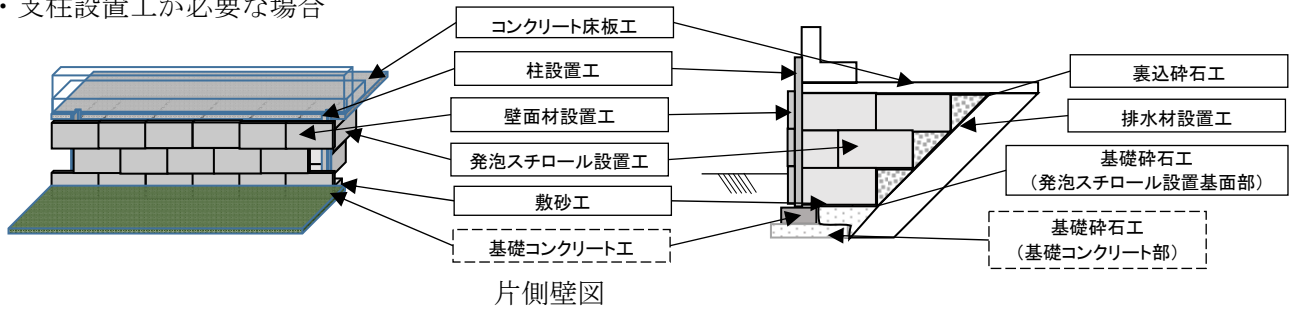 ・支柱設置工が必要な場合
コンクリート床板工
柱設置工
壁面材設置工
発泡スチロール設置工
敷砂工
基礎コンクリート工
裏込砕石工
排水材設置工
基礎砕石工
（発泡スチロール設置基面部）
基礎砕石工
（基礎コンクリート部）
片側壁図